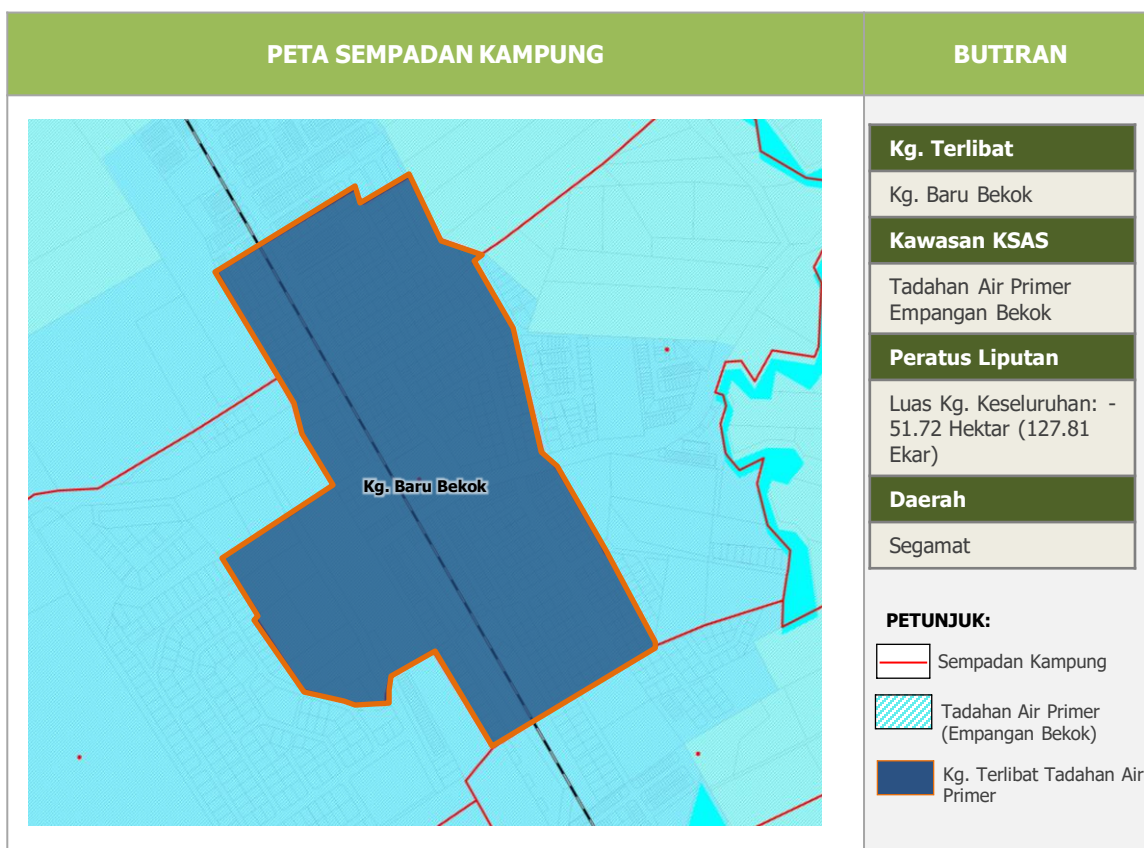 PETA SEMPADAN KAMPUNG
BUTIRAN
Kg. Baru Bekok
Kg. Terlibat
Kg. Baru Bekok
Kawasan KSAS
Tadahan Air Primer
Empangan Bekok
Peratus Liputan
Luas Kg. Keseluruhan: -
51.72 Hektar (127.81
Ekar)
Daerah
Segamat
PETUNJUK:
Sempadan Kampung
Tadahan Air Primer
(Empangan Bekok)
Kg. Terlibat Tadahan Air
Primer